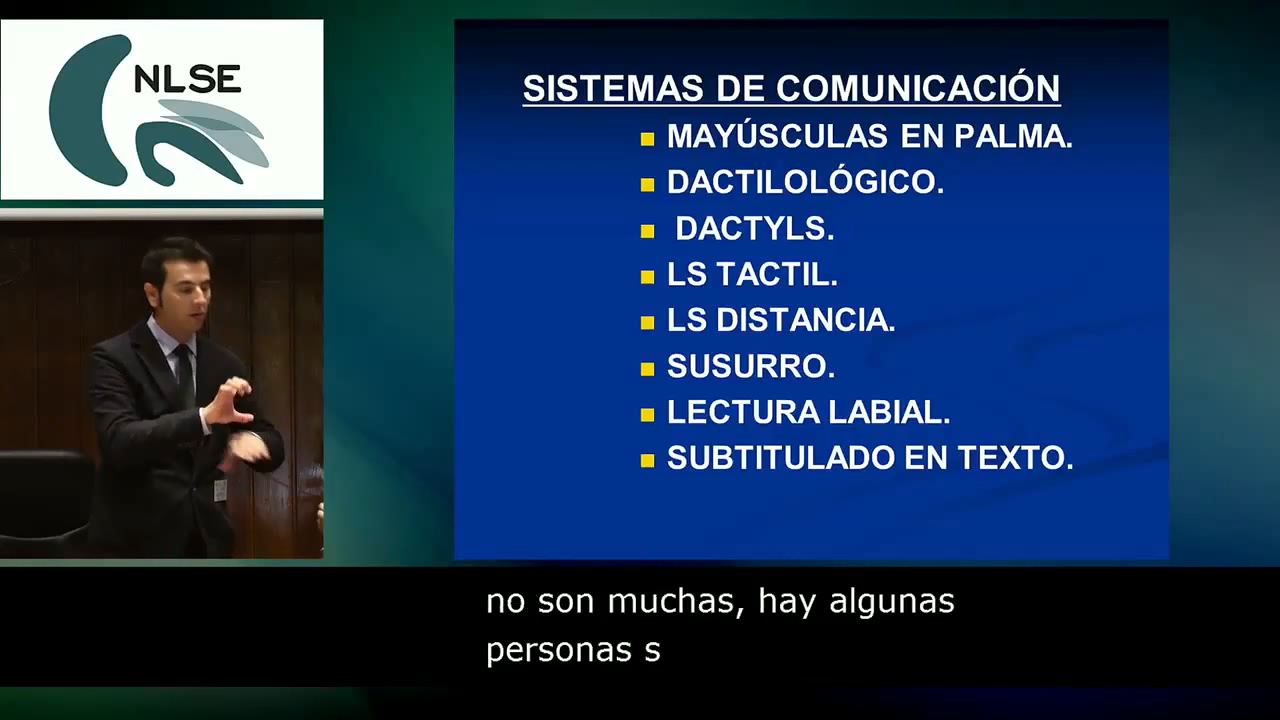 NLSE
SISTEMAS DE COMUNICACIÓN
MAYÚSCULAS EN PALMA.
DACTILOLÓGICO.
DACTYLS.
LS TACTIL.
LS DISTANCIA.
SUSURRO.
LECTURA LABIAL.
SUBTITULADO EN TEXTO.
no son muchas, hay algunas
personas s